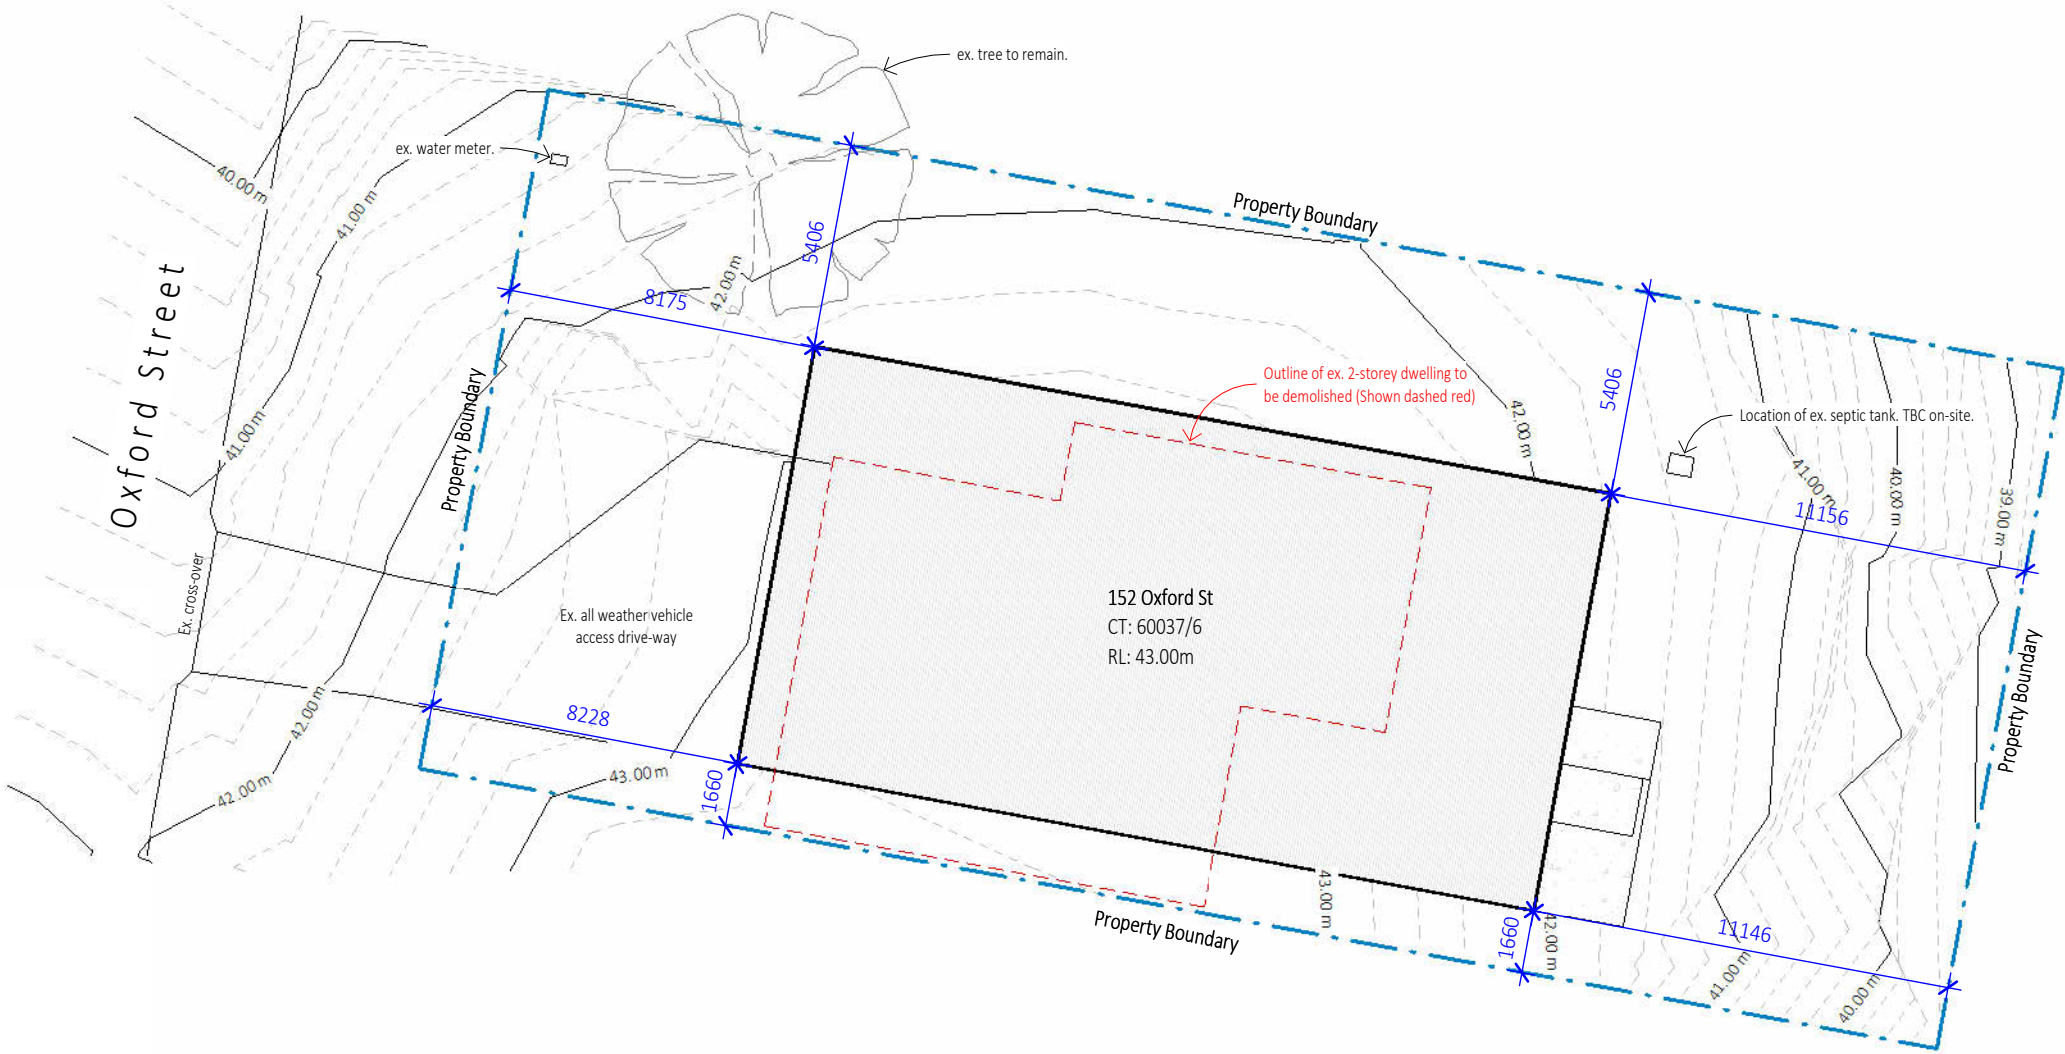 ex. tree to remain.
ex. water meter.
40.00 m
41.00 m
Property Boundary
5406
42.00 m
8175
Oxford Street
5406
Outline of ex. 2-storey dwelling to
be demolished (Shown dashed red)
42.00 m
Location of ex. septic tank. TBC on-site.
41.00 m
Property Boundary
41.00 m
40.00 m
39.00 m
11156
Ex. cross-over
Ex. all weather vehicle
access drive-way
152 Oxford St
CT: 60037/6
RL: 43.00m
Property Boundary
42.00 m
8228
42.00 m
43.00 m
1660
43.00 m
Property Boundary
1660
42.00 m
11146
41.00 m
40.00 m